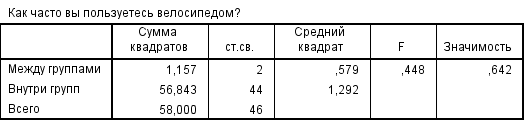 Как часто вы пользуетесь велосипедом?
Сумма квадратов ст.св. Средний квадрат F Значимость
Между группами 1,157 2 ,579 ,448 ,642
Внутри групп 56,843 44 1,292
Всего 58,000 46